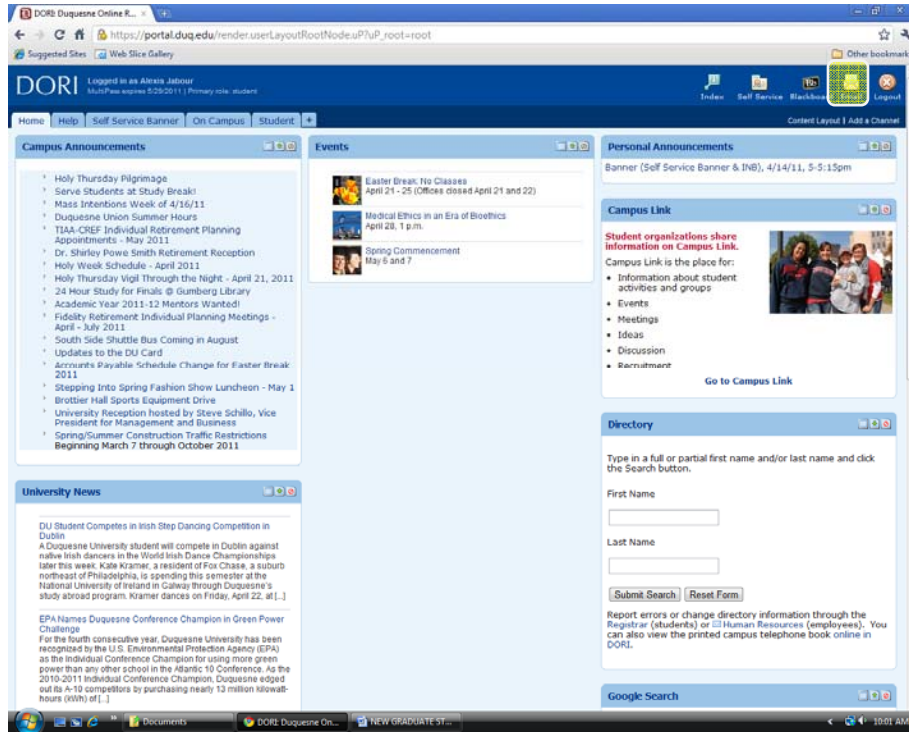 DORI: Duquesne Online R...
https://portal.duq.edu/render.userLayoutRootNode.uP?uP_root=root
Suggested Sites Web Slice Gallery Other bookmark
DORI Logged in as Alexis Jabour
MultiPass expires 5/29/2011 | Primary role: student
Index Self Service Blackboa Logout
Home Help Self Service Banner On Campus Student + Content Layout | Add a Channel
Campus Announcements
Holy Thursday Pilgrimage
Serve Students at Study Break!
Mass Intentions Week of 4/16/11
Duquesne Union Summer Hours
TIAA-CREF Individual Retirement Planning
Appointments - May 2011
Dr. Shirley Powe Smith Retirement Reception
Holy Week Schedule - April 2011
Holy Thursday Vigil Through the Night - April 21, 2011
24 Hour Study for Finals @ Gumberg Library
Academic Year 2011-12 Mentors Wanted!
Fidelity Retirement Individual Planning Meetings -
April - July 2011
South Side Shuttle Bus Coming in August
Updates to the DU Card
Accounts Payable Schedule Change for Easter Break
2011
Stepping Into Spring Fashion Show Luncheon - May 1
Brottier Hall Sports Equipment Drive
University Reception hosted by Steve Schillo, Vice
President for Management and Business
Spring/Summer Construction Traffic Restrictions
Beginning March 7 through October 2011
University News
DU Student Competes in Irish Step Dancing Competition in
Dublin
A Duquesne University student will compete in Dublin against
native Irish dancers in the World Irish Dance Championships
later this week. Kate Kramer, a resident of Fox Chase, a suburb
northeast of Philadelphia, is spending this semester at the
National University of Ireland in Galway through Duquesne's
study abroad program. Kramer dances on Friday, April 22, at [...]
EPA Names Duquesne Conference Champion in Green Power
Challenge
For the fourth consecutive year, Duquesne University has been
recognized by the U.S. Environmental Protection Agency (EPA)
as the Individual Conference Champion for using more green
power than any other school in the Atlantic 10 Conference. As the
2010-2011 Individual Conference Champion, Duquesne edged
out its A-10 competitors by purchasing nearly 13 million kilowatt-
hours (kWh) of [...]
Events
Easter Break: No Classes
April 21 - 25 (Offices closed April 21 and 22)
Medical Ethics in an Era of Bioethics
April 28, 1 p.m.
Spring Commencement
May 6 and 7
Personal Announcements
Banner (Self Service Banner & INB), 4/14/11, 5-5:15pm
Campus Link
Student organizations share
information on Campus Link.
Campus Link is the place for:
• Information about student
activities and groups
• Events
• Meetings
• Ideas
• Discussion
• Recruitment
Go to Campus Link
Directory
Type in a full or partial first name and/or last name and click
the Search button.
First Name
Last Name
Submit Search Reset Form
Report errors or change directory information through the
Registrar (students) or Human Resources (employees). You
can also view the printed campus telephone book online in
DORI.
Google Search
Documents DORI: Duquesne On... NEW GRADUATE ST... 10:01 AM